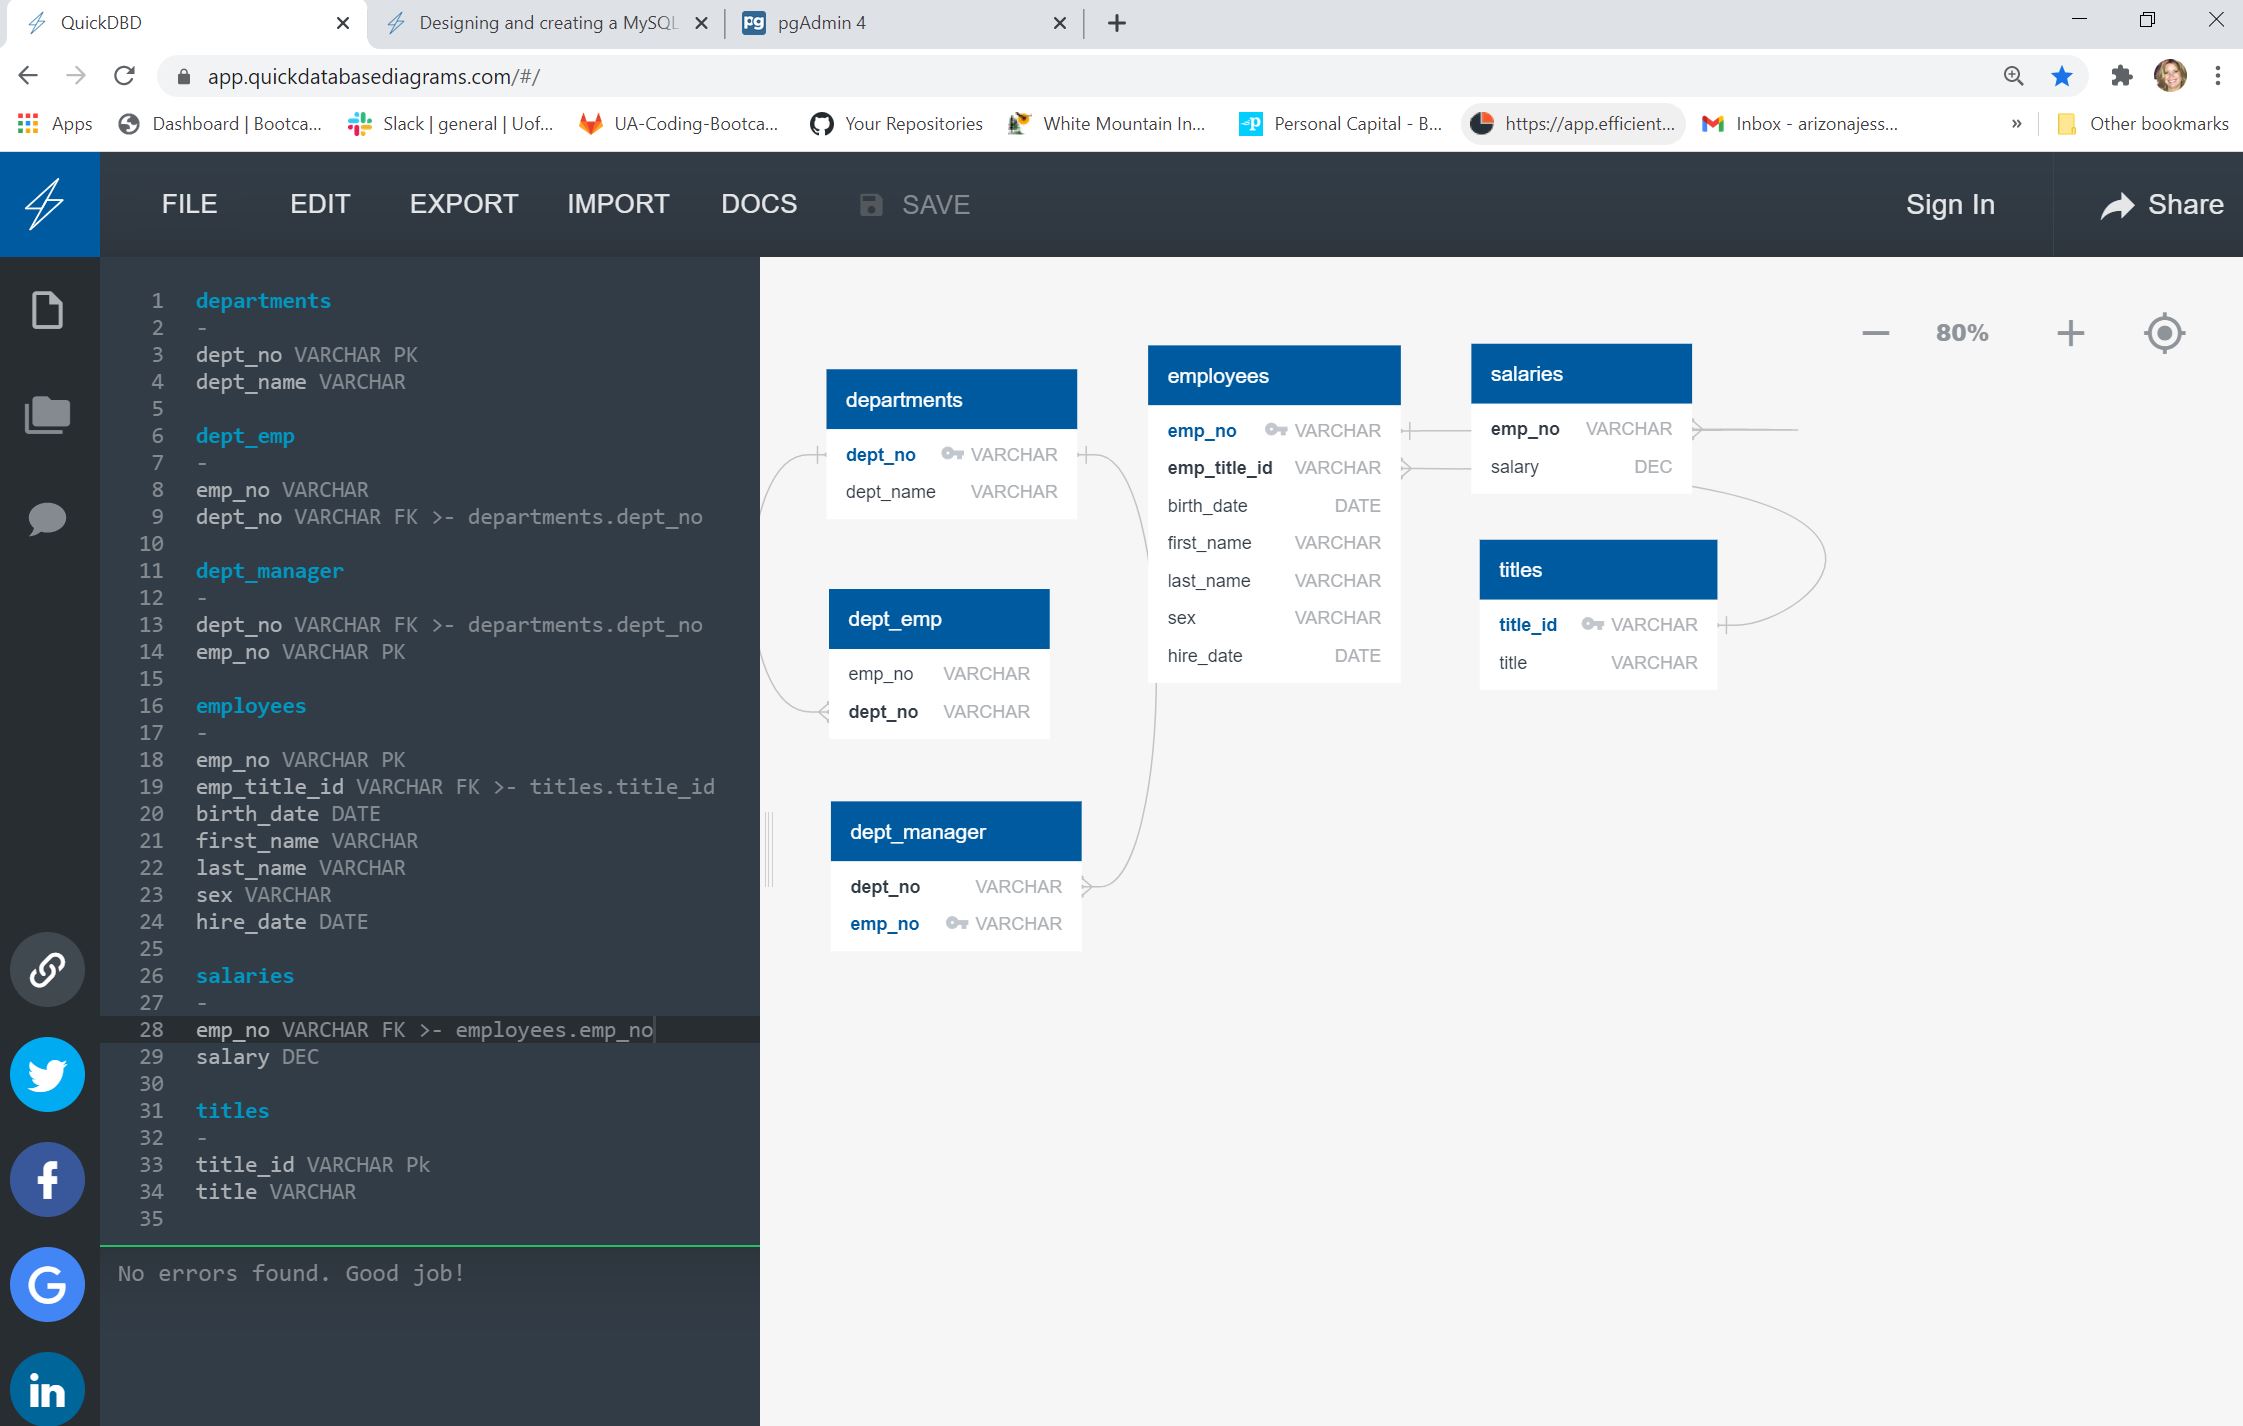 QuickDBD
Designing and creating a MySQL
pgAdmin 4
app.quickdatabasediagrams.com/#/
Apps
Dashboard | Bootca...
Slack | general | Uof...
UA-Coding-Bootca...
Your Repositories
White Mountain In...
Personal Capital - B...
https://app.efficient...
Inbox - arizonajess...
»
Other bookmarks
FILE
EDIT
EXPORT
IMPORT
DOCS
SAVE
Sign In
Share
1 departments
2 -
3 dept_no VARCHAR PK
4 dept_name VARCHAR
5
6 dept_emp
7 -
8 emp_no VARCHAR
9 dept_no VARCHAR FK >- departments.dept_no
10
11 dept_manager
12 -
13 dept_no VARCHAR FK >- departments.dept_no
14 emp_no VARCHAR PK
15
16 employees
17 -
18 emp_no VARCHAR PK
19 emp_title_id VARCHAR FK >- titles.title_id
20 birth_date DATE
21 first_name VARCHAR
22 last_name VARCHAR
23 sex VARCHAR
24 hire_date DATE
25
26 salaries
27 -
28 emp_no VARCHAR FK >- employees.emp_no
29 salary DEC
30
31 titles
32 -
33 title_id VARCHAR Pk
34 title VARCHAR
35
No errors found. Good job!
80%
departments
dept_no VARCHAR
dept_name VARCHAR
dept_emp
emp_no VARCHAR
dept_no VARCHAR
dept_manager
dept_no VARCHAR
emp_no VARCHAR
employees
emp_no VARCHAR
emp_title_id VARCHAR
birth_date DATE
first_name VARCHAR
last_name VARCHAR
sex VARCHAR
hire_date DATE
salaries
emp_no VARCHAR
salary DEC
titles
title_id VARCHAR
title VARCHAR